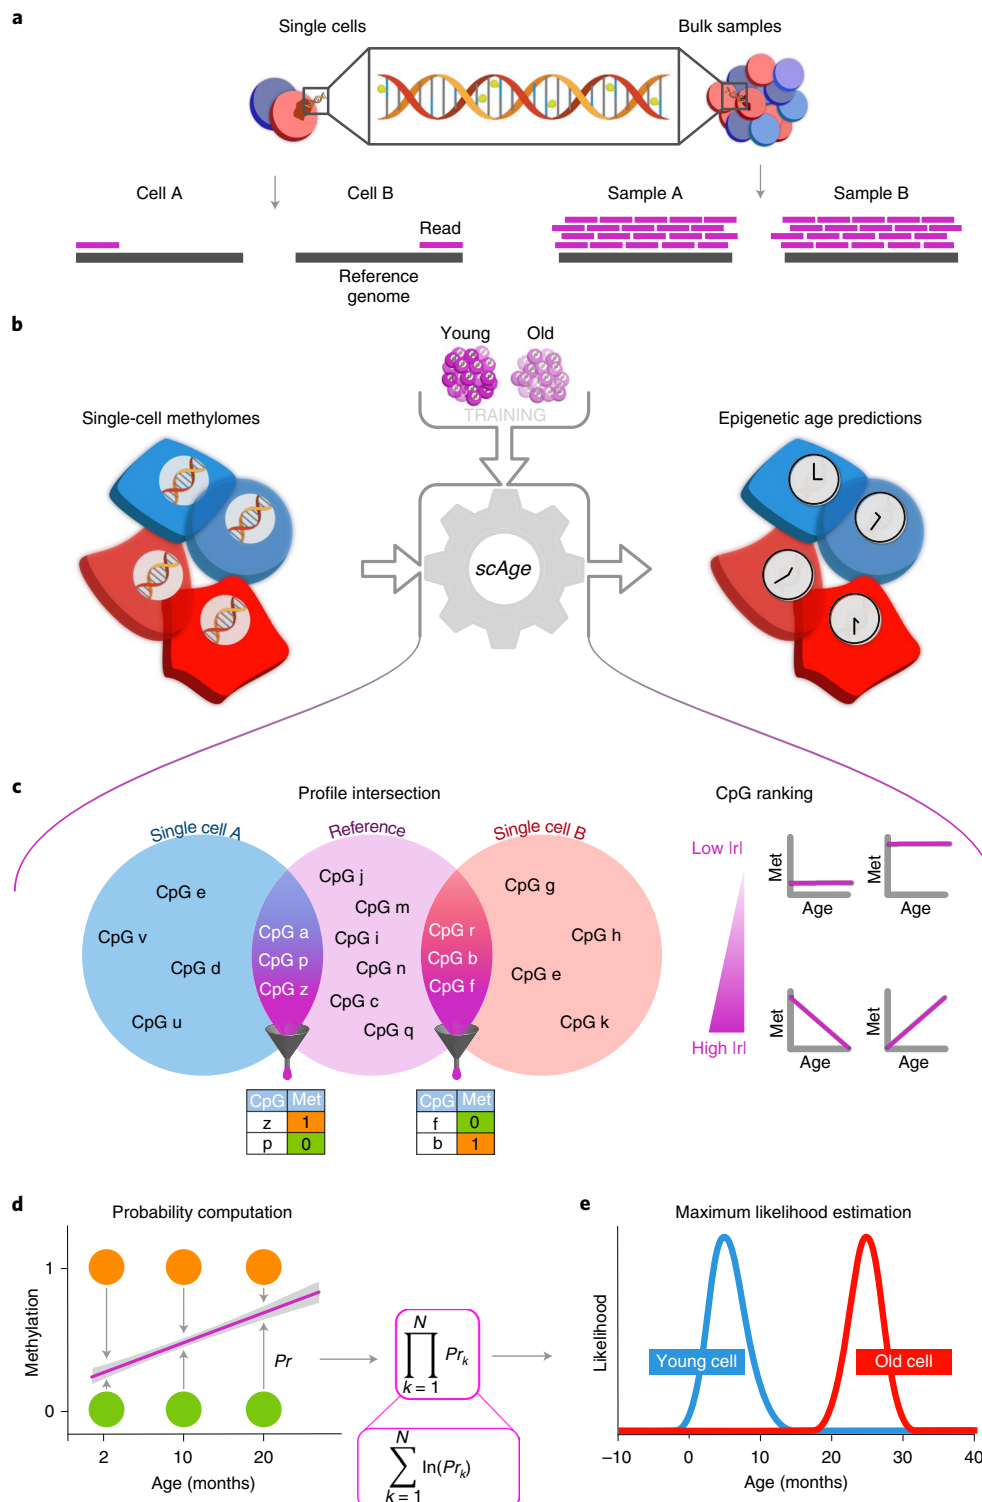 a
Single cells
Bulk samples
Cell A
Cell B
Sample A
Sample B
Read
Reference
genome
b
Young
Old
TRAINING
Single-cell methylomes
Epigenetic age predictions
scAge
c
Profile intersection
CpG ranking
Single cell A
Reference
Single cell B
CpG e
CpG v
CpG d
CpG u
CpG a
CpG p
CpG z
CpG j
CpG m
CpG i
CpG n
CpG c
CpG q
CpG r
CpG b
CpG f
CpG g
CpG h
CpG e
CpG k
CpG Met
z 1
p 0
CpG Met
f 0
b 1
Low |r|
High |r|
Met
Age
Met
Age
Met
Age
Met
Age
d
Probability computation
Methylation
1
0
2
10
20
Age (months)
Pr
N
∏ Prk
k = 1
N
∑ ln(Prk)
k = 1
e
Maximum likelihood estimation
Likelihood
Young cell
Old cell
–10
0
10
20
30
40
Age (months)